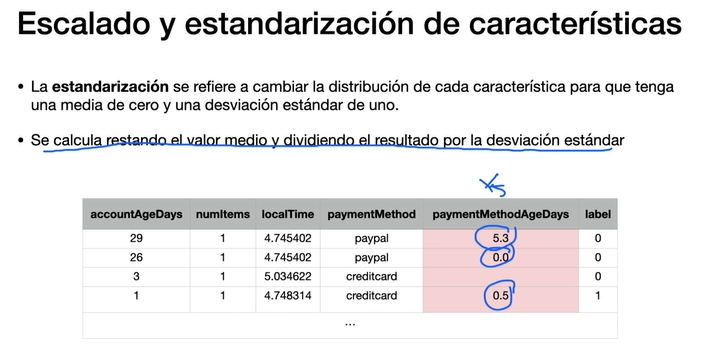 Escalado y estandarización de características
• La estandarización se refiere a cambiar la distribución de cada característica para que tenga
una media de cero y una desviación estándar de uno.
• Se calcula restando el valor medio y dividiendo el resultado por la desviación estándar
x₅
accountAgeDays numItems localTime paymentMethod paymentMethodAgeDays label
29 1 4.745402 paypal 5.3 0
26 1 4.745402 paypal 0.0 0
3 1 5.034622 creditcard 0
1 1 4.748314 creditcard 0.5 1
...